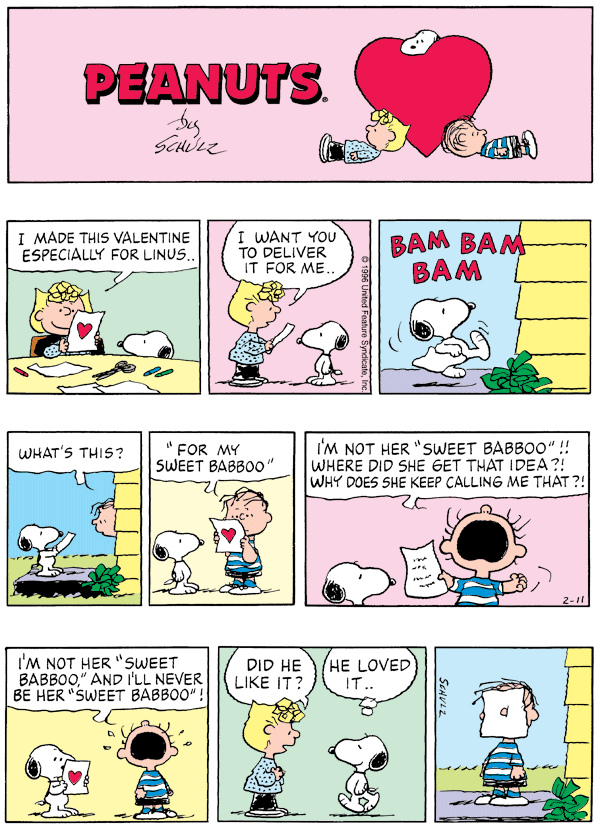 PEANUTS®
by
SCHULZ
I MADE THIS VALENTINE
ESPECIALLY FOR LINUS..
I WANT YOU
TO DELIVER
IT FOR ME..
© 1996 United Feature Syndicate, Inc.
BAM BAM
BAM
WHAT'S THIS?
"FOR MY
SWEET BABBOO"
I'M NOT HER "SWEET BABBOO"!!
WHERE DID SHE GET THAT IDEA?!
WHY DOES SHE KEEP CALLING ME THAT?!
2-11
I'M NOT HER "SWEET
BABBOO," AND I'LL NEVER
BE HER "SWEET BABBOO"!
DID HE
LIKE IT?
HE LOVED
IT..
SCHULZ